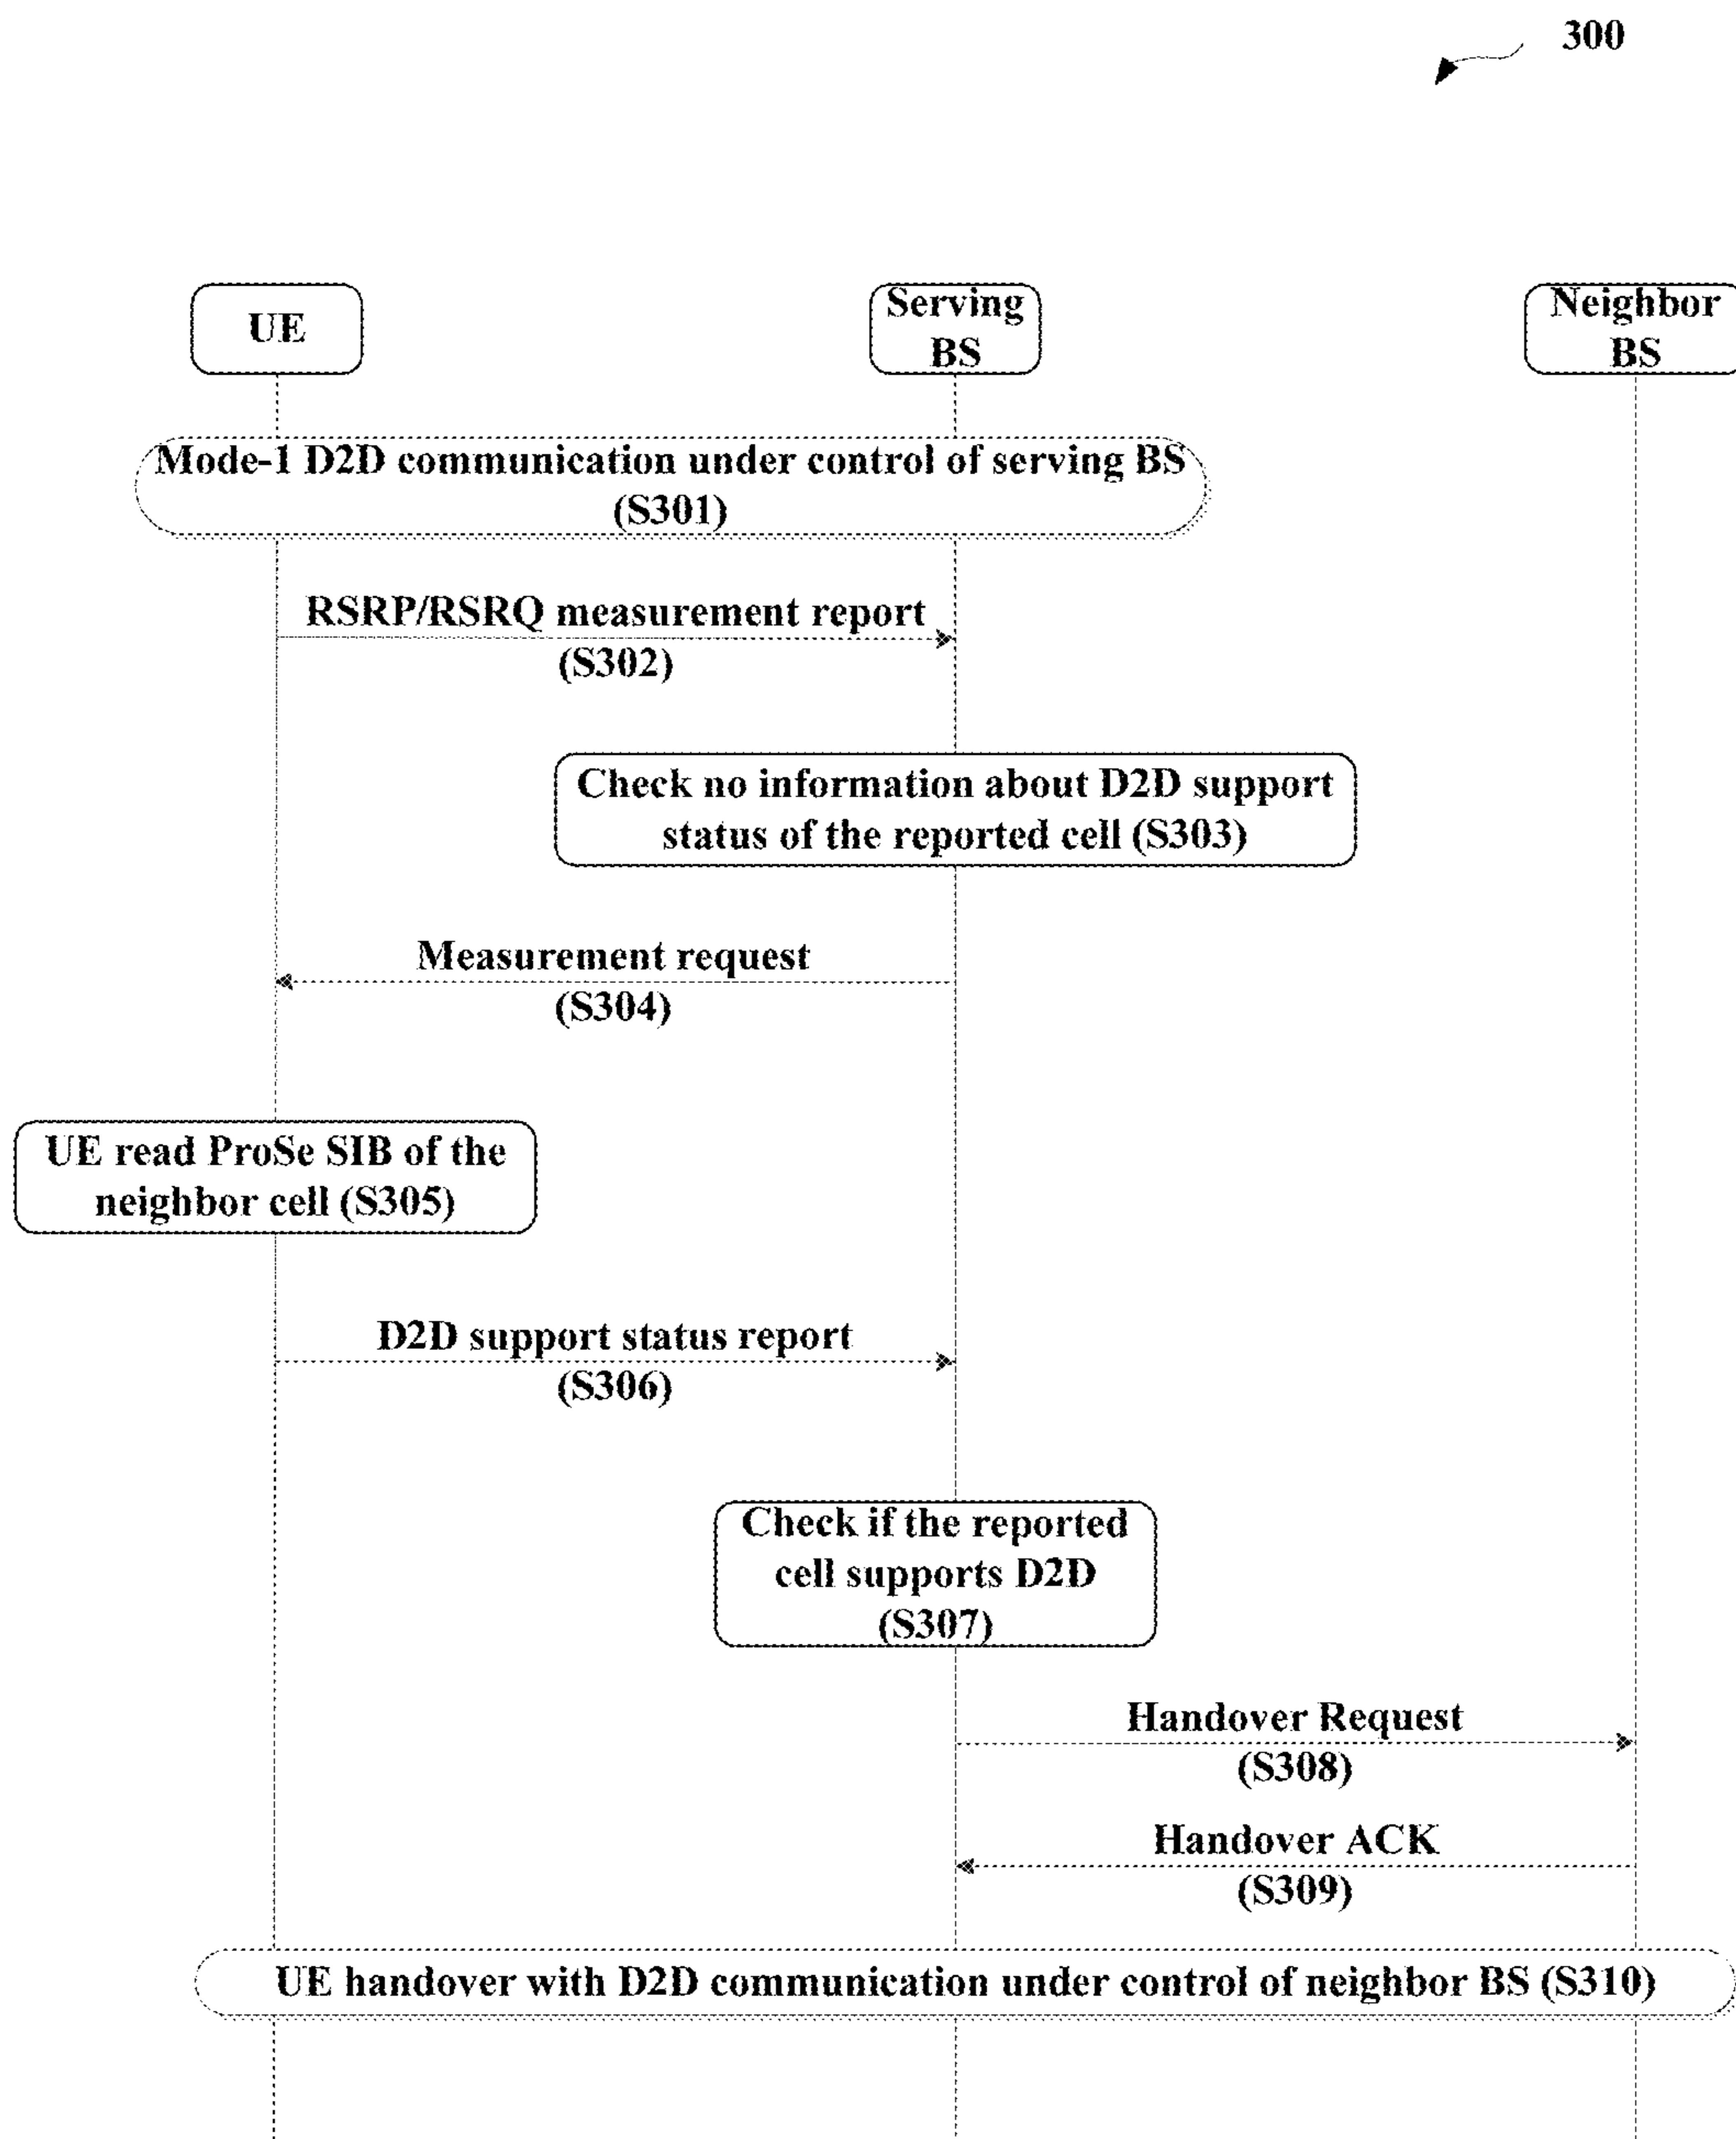 300
UE
Serving
BS
Neighbor
BS
Mode-1 D2D communication under control of serving BS
(S301)
RSRP/RSRQ measurement report
(S302)
Check no information about D2D support
status of the reported cell (S303)
Measurement request
(S304)
UE read ProSe SIB of the
neighbor cell (S305)
D2D support status report
(S306)
Check if the reported
cell supports D2D
(S307)
Handover Request
(S308)
Handover ACK
(S309)
UE handover with D2D communication under control of neighbor BS (S310)